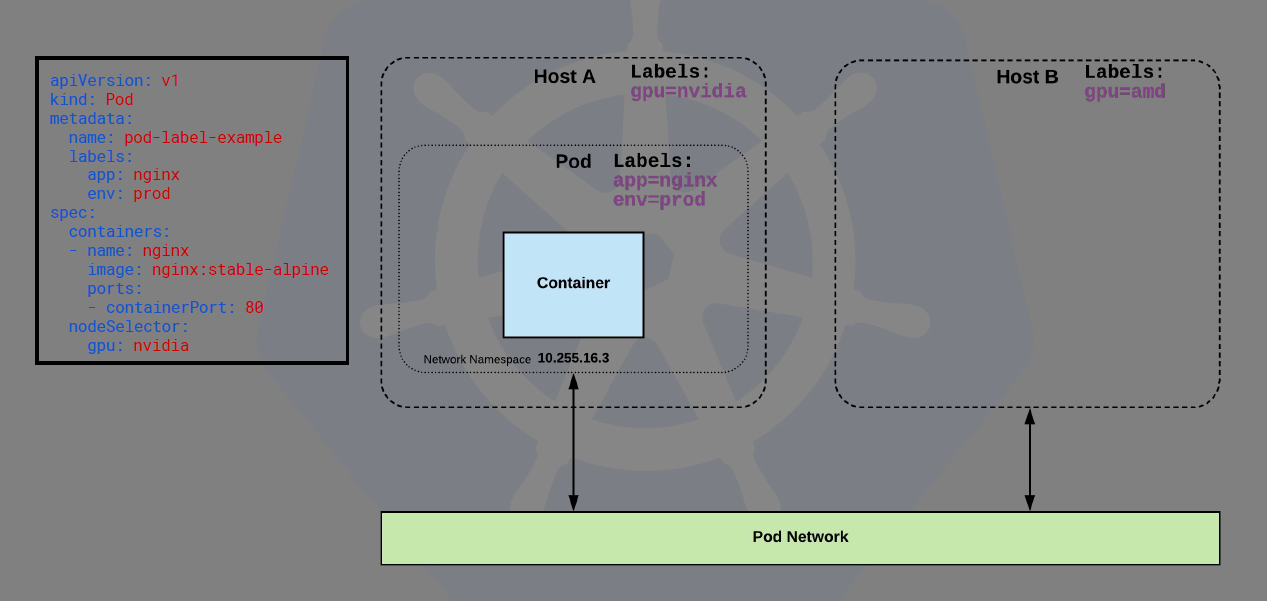 apiVersion: v1
kind: Pod
metadata:
  name: pod-label-example
  labels:
    app: nginx
    env: prod
spec:
  containers:
  - name: nginx
    image: nginx:stable-alpine
    ports:
    - containerPort: 80
  nodeSelector:
    gpu: nvidia
Host A
Labels:
gpu=nvidia
Pod
Labels:
app=nginx
env=prod
Container
Network Namespace 10.255.16.3
Host B
Labels:
gpu=amd
Pod Network